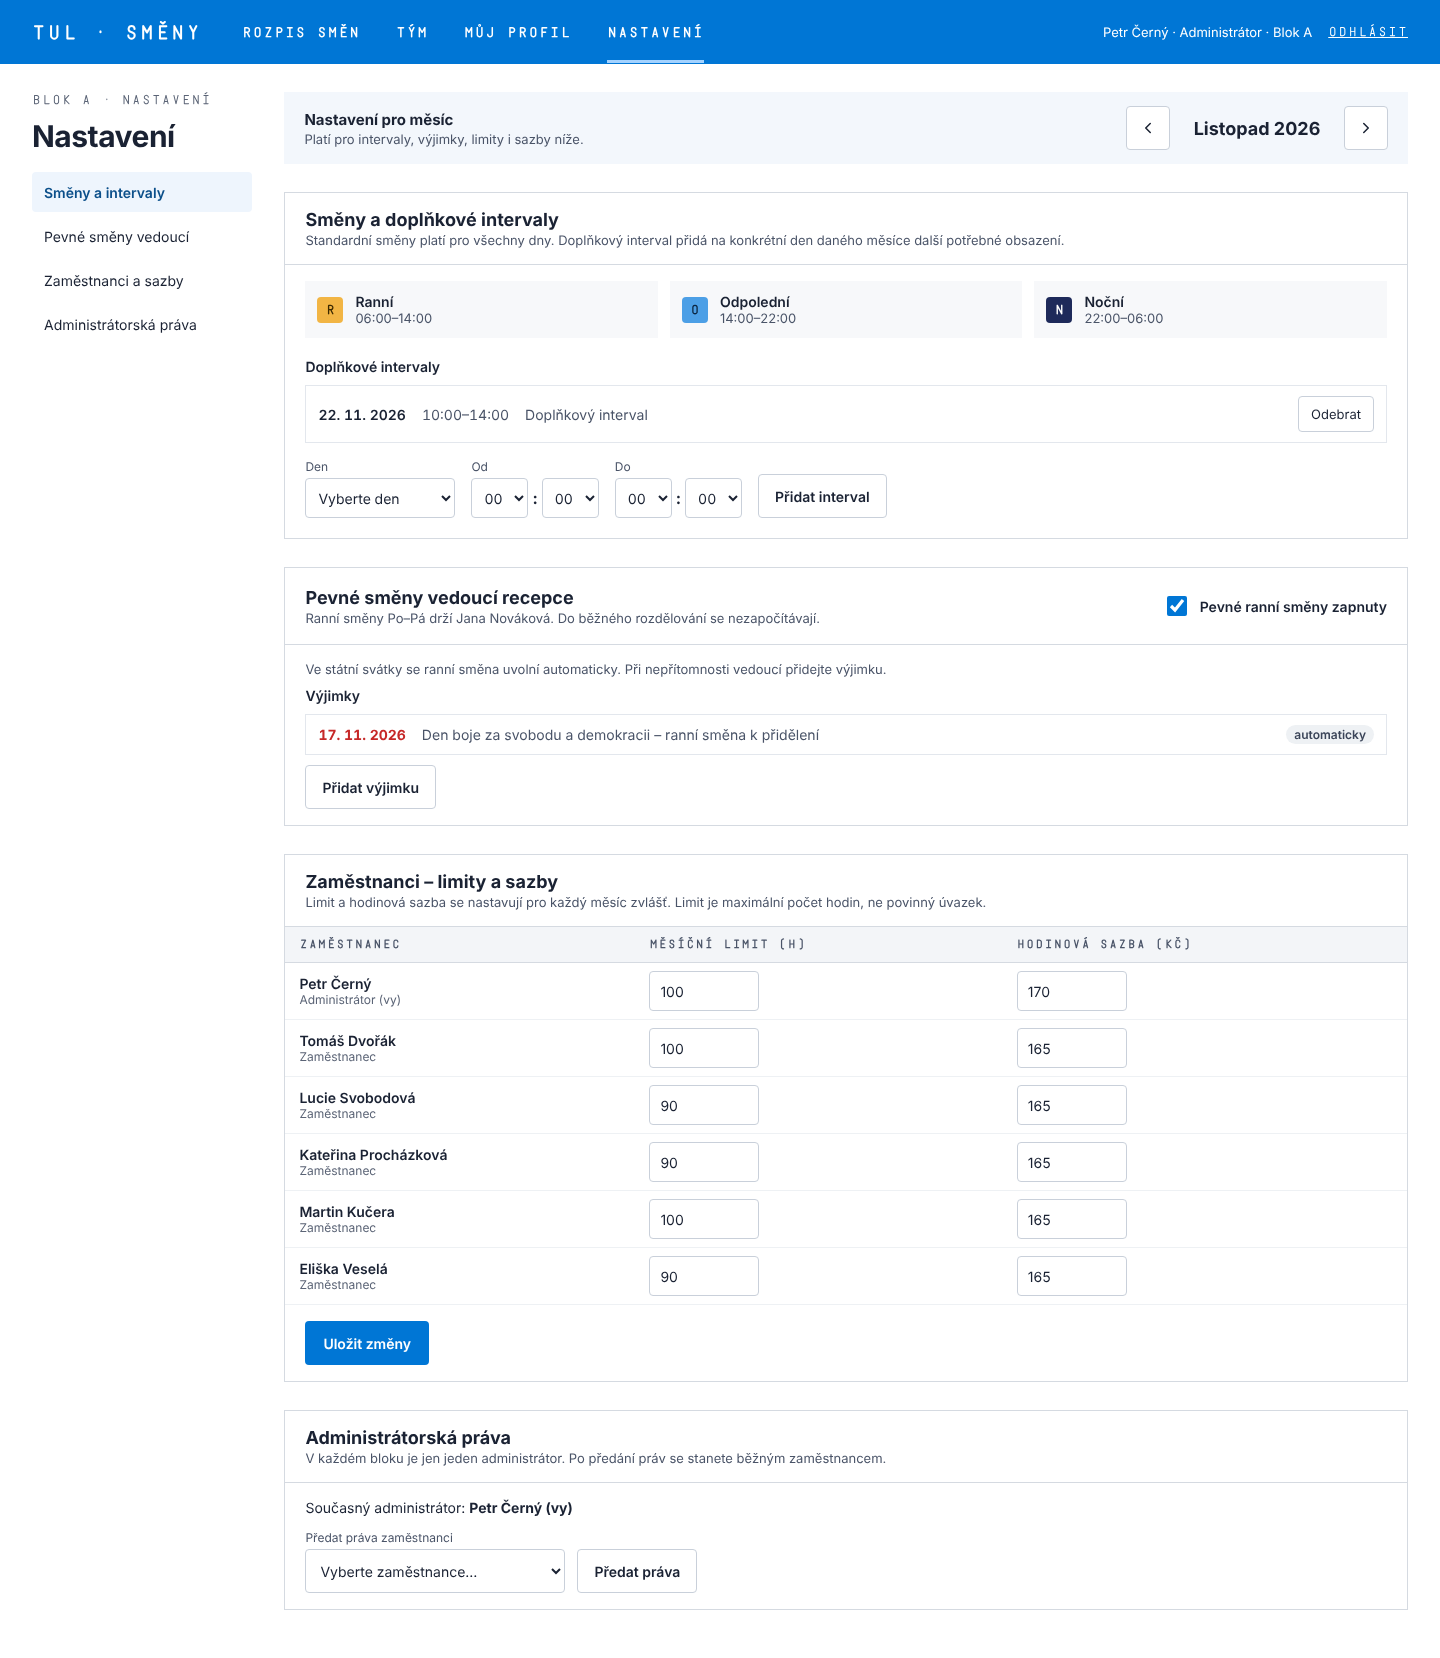 TUL · SMĚNY
ROZPIS SMĚN
TÝM
MŮJ PROFIL
NASTAVENÍ
Petr Černý · Administrátor · Blok A
ODHLÁSIT
BLOK A · NASTAVENÍ
Nastavení
Směny a intervaly
Pevné směny vedoucí
Zaměstnanci a sazby
Administrátorská práva
Nastavení pro měsíc
Platí pro intervaly, výjimky, limity i sazby níže.
Listopad 2026
Směny a doplňkové intervaly
Standardní směny platí pro všechny dny. Doplňkový interval přidá na konkrétní den daného měsíce další potřebné obsazení.
R
Ranní
06:00–14:00
O
Odpolední
14:00–22:00
N
Noční
22:00–06:00
Doplňkové intervaly
22. 11. 2026 10:00–14:00 Doplňkový interval
Odebrat
Den
Od
Do
Vyberte den
00 : 00
00 : 00
Přidat interval
Pevné směny vedoucí recepce
Ranní směny Po–Pá drží Jana Nováková. Do běžného rozdělování se nezapočítávají.
Pevné ranní směny zapnuty
Ve státní svátky se ranní směna uvolní automaticky. Při nepřítomnosti vedoucí přidejte výjimku.
Výjimky
17. 11. 2026 Den boje za svobodu a demokracii – ranní směna k přidělení
automaticky
Přidat výjimku
Zaměstnanci – limity a sazby
Limit a hodinová sazba se nastavují pro každý měsíc zvlášť. Limit je maximální počet hodin, ne povinný úvazek.
ZAMĚSTNANEC
MĚSÍČNÍ LIMIT (H)
HODINOVÁ SAZBA (KČ)
Petr Černý
Administrátor (vy)
100
170
Tomáš Dvořák
Zaměstnanec
100
165
Lucie Svobodová
Zaměstnanec
90
165
Kateřina Procházková
Zaměstnanec
90
165
Martin Kučera
Zaměstnanec
100
165
Eliška Veselá
Zaměstnanec
90
165
Uložit změny
Administrátorská práva
V každém bloku je jen jeden administrátor. Po předání práv se stanete běžným zaměstnancem.
Současný administrátor: Petr Černý (vy)
Předat práva zaměstnanci
Vyberte zaměstnance…
Předat práva